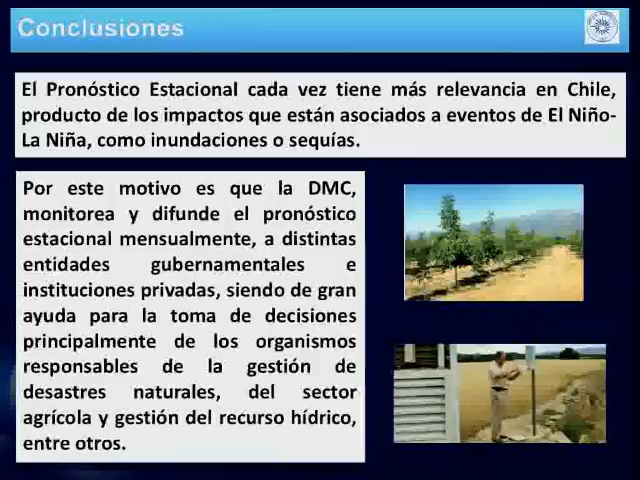 Conclusiones
El Pronóstico Estacional cada vez tiene más relevancia en Chile,
producto de los impactos que están asociados a eventos de El Niño-
La Niña, como inundaciones o sequías.
Por este motivo es que la DMC,
monitorea y difunde el pronóstico
estacional mensualmente, a distintas
entidades gubernamentales e
instituciones privadas, siendo de gran
ayuda para la toma de decisiones
principalmente de los organismos
responsables de la gestión de
desastres naturales, del sector
agrícola y gestión del recurso hídrico,
entre otros.